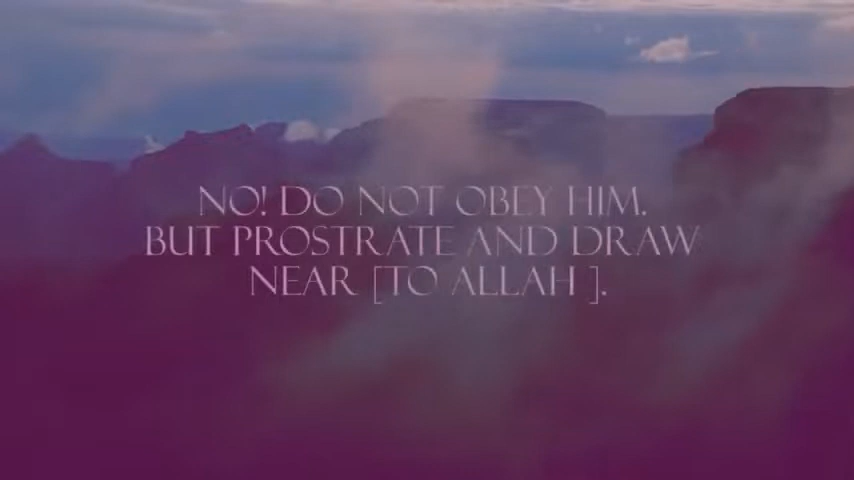 NO! DO NOT OBEY HIM.
BUT PROSTRATE AND DRAW
NEAR [TO ALLAH ].